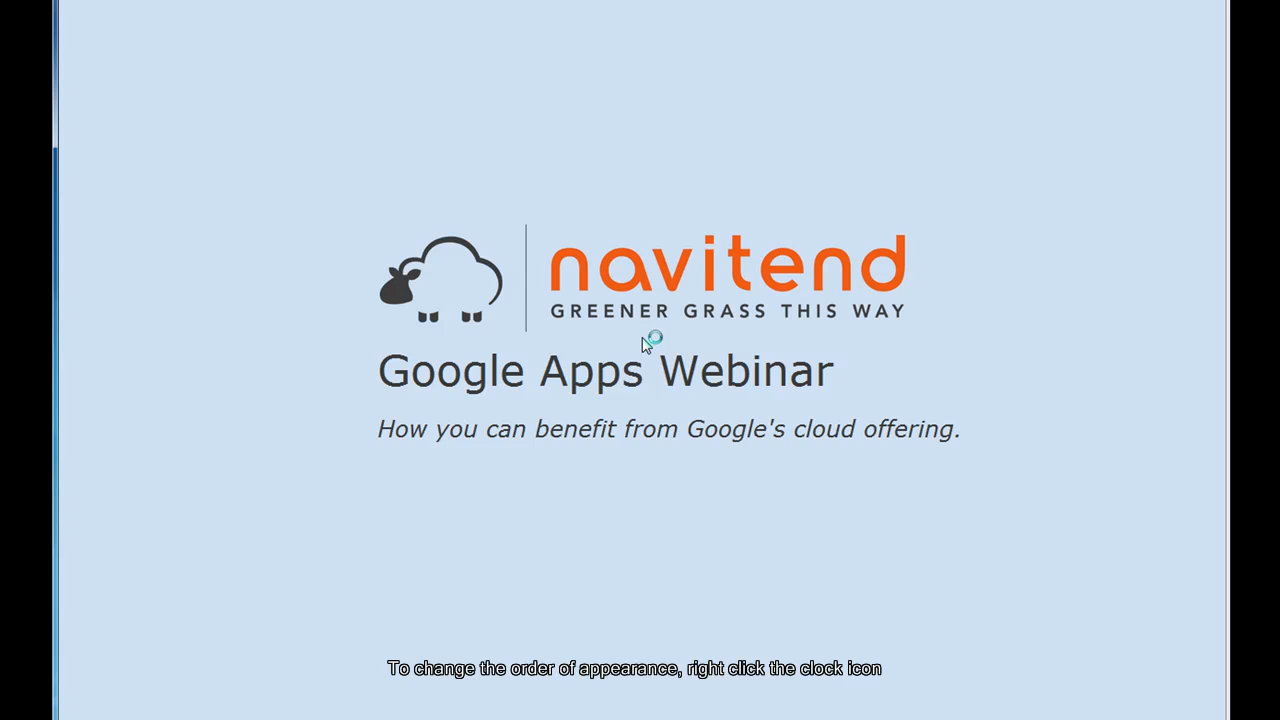 navitend
GREENER GRASS THIS WAY
Google Apps Webinar
How you can benefit from Google's cloud offering.
To change the order of appearance, right click the clock icon